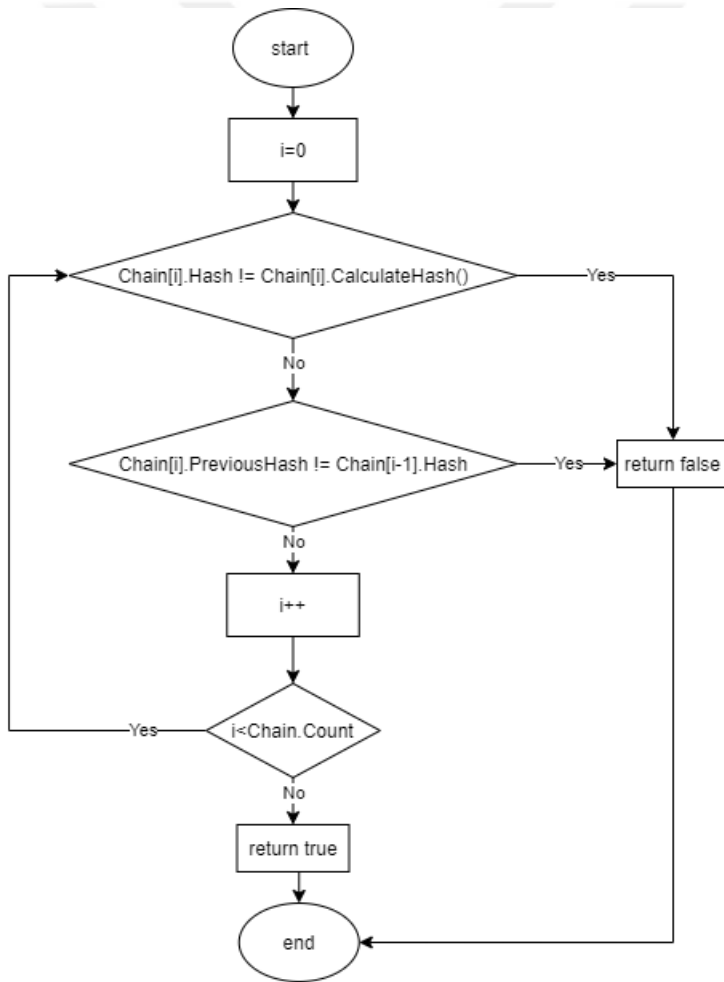 start
i=0
Chain[i].Hash != Chain[i].CalculateHash()
Yes
No
Chain[i].PreviousHash != Chain[i-1].Hash
Yes
return false
No
i++
i<Chain.Count
Yes
No
return true
end